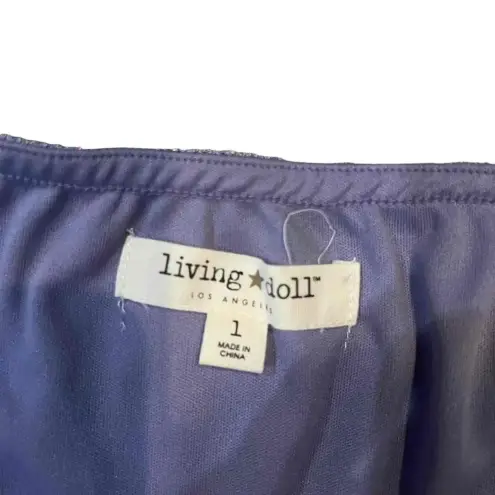 living★doll™
LOS ANGELES
1
MADE IN
CHINA